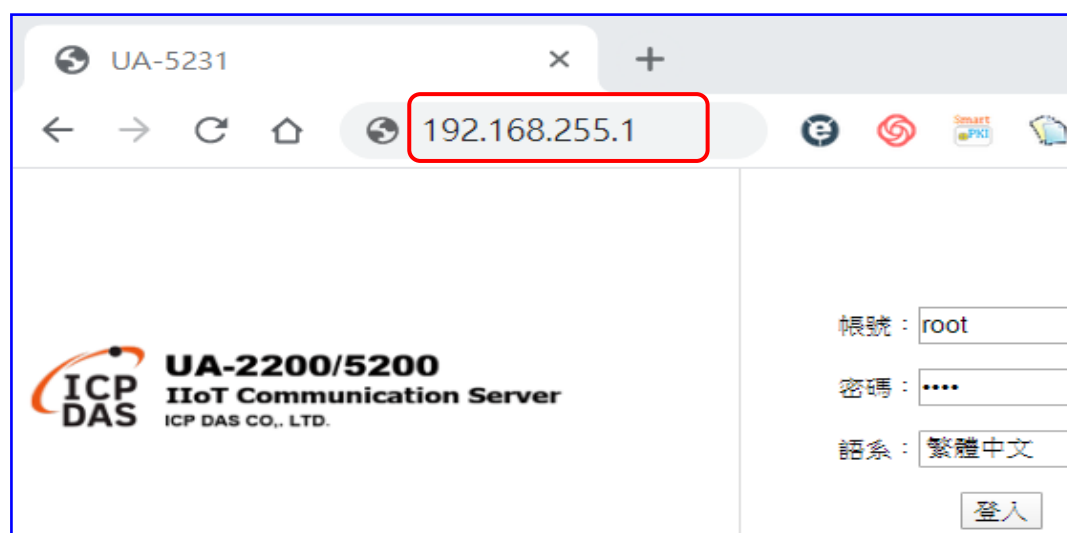 UA-5231
192.168.255.1
Smart
PKI
ICP
DAS
UA-2200/5200
IIoT Communication Server
ICP DAS CO,. LTD.
帳號：root
密碼：••••
語系：繁體中文
登入